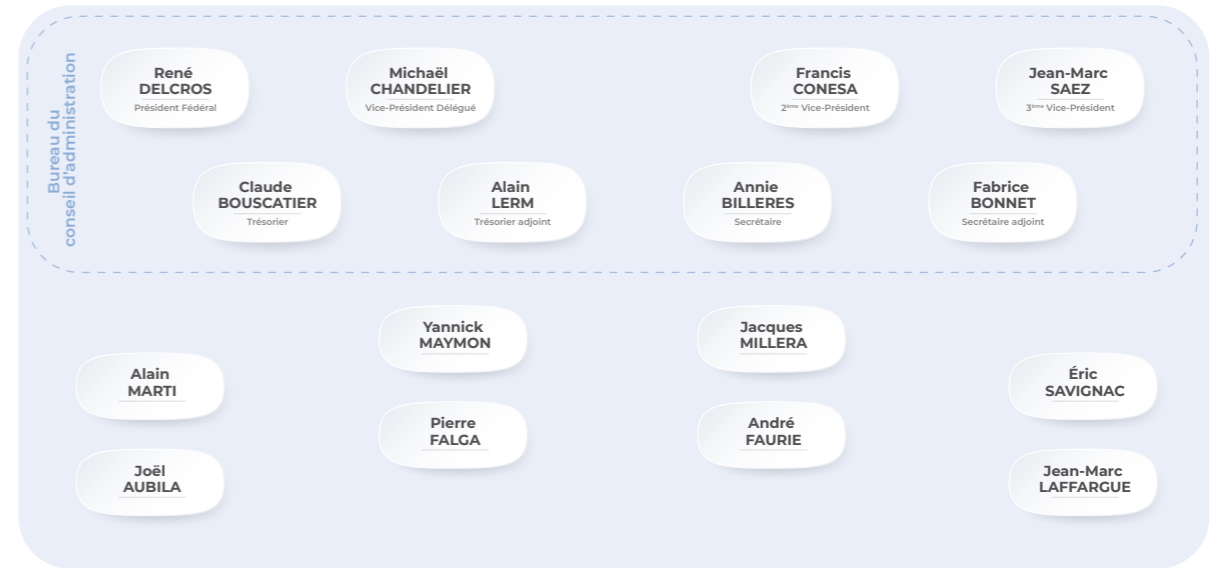 Bureau du
conseil d'administration
René
DELCROS
Président Fédéral
Michaël
CHANDELIER
Vice-Président Délégué
Francis
CONESA
2ème Vice-Président
Jean-Marc
SAEZ
3ème Vice-Président
Claude
BOUSCATIER
Trésorier
Alain
LERM
Trésorier adjoint
Annie
BILLERES
Secrétaire
Fabrice
BONNET
Secrétaire adjoint
Yannick
MAYMON
Jacques
MILLERA
Alain
MARTI
Éric
SAVIGNAC
Pierre
FALGA
André
FAURIE
Joël
AUBILA
Jean-Marc
LAFFARGUE